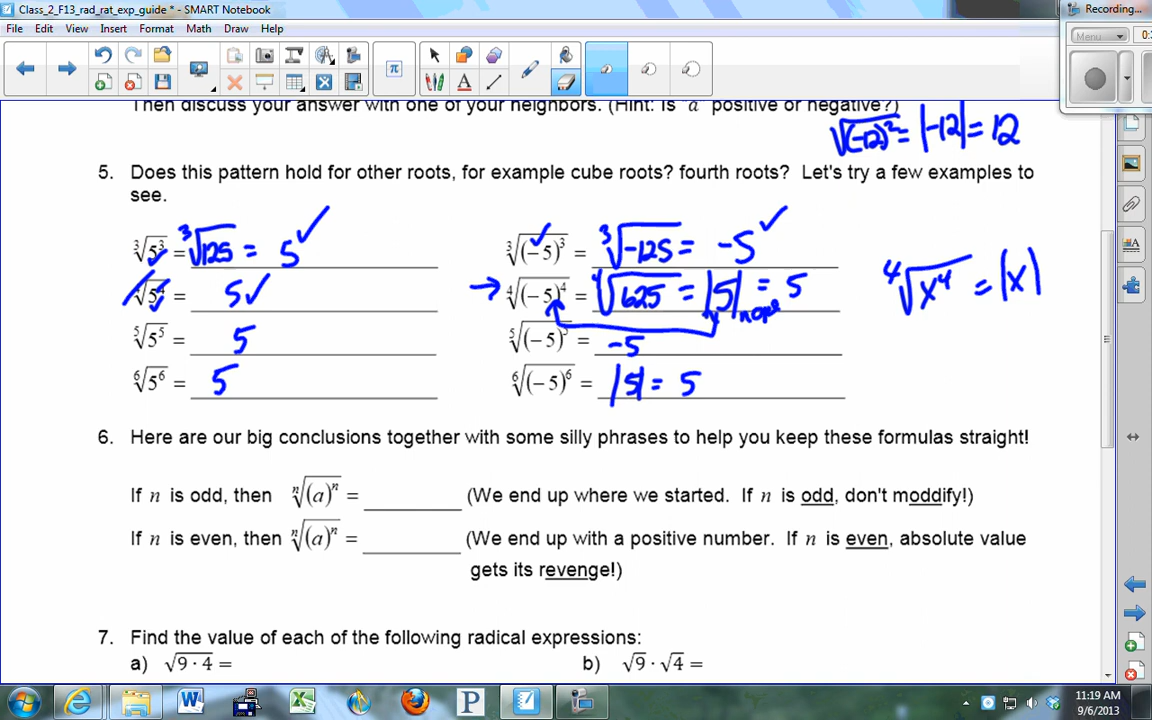 Class_2_F13_rad_rat_exp_guide * - SMART Notebook
Recording...
File Edit View Insert Format Math Draw Help
Menu
Then discuss your answer with one of your neighbors. (Hint: Is "a" positive or negative?)
√(-12)² = |-12| = 12
5. Does this pattern hold for other roots, for example cube roots? fourth roots? Let's try a few examples to
see.
∛5³ = ∛125 = 5 ✓
∛(−5)³ = ∛-125 = -5 ✓
∜5⁴ = 5 ✓
→ ∜(−5)⁴ = ∜625 = |5| = 5
nope
∜x⁴ = |x|
⁵√5⁵ = 5
⁵√(−5)⁵ = -5
⁶√5⁶ = 5
⁶√(−5)⁶ = |5| = 5
6. Here are our big conclusions together with some silly phrases to help you keep these formulas straight!
If n is odd, then ⁿ√(a)ⁿ = ________ (We end up where we started. If n is odd, don't moddify!)
If n is even, then ⁿ√(a)ⁿ = ________ (We end up with a positive number. If n is even, absolute value
gets its revenge!)
7. Find the value of each of the following radical expressions:
a) √9·4 =
b) √9 · √4 =
11:19 AM
9/6/2013